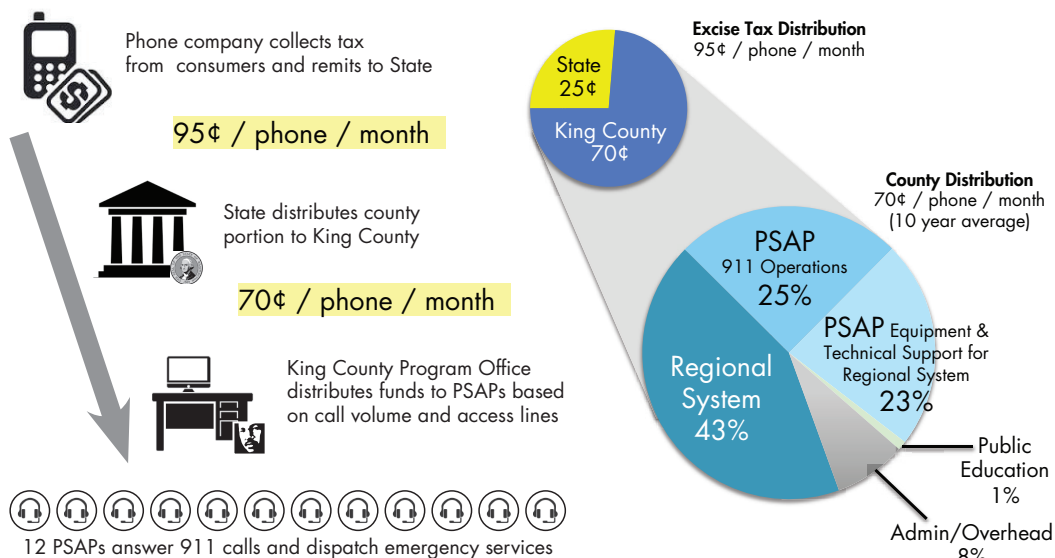 Phone company collects tax
from consumers and remits to State
95¢ / phone / month
State distributes county
portion to King County
70¢ / phone / month
King County Program Office
distributes funds to PSAPs based
on call volume and access lines
12 PSAPs answer 911 calls and dispatch emergency services
Excise Tax Distribution
95¢ / phone / month
State
25¢
King County
70¢
County Distribution
70¢ / phone / month
(10 year average)
PSAP
911 Operations
25%
PSAP Equipment &
Technical Support for
Regional System
23%
Regional
System
43%
Public
Education
1%
Admin/Overhead
8%